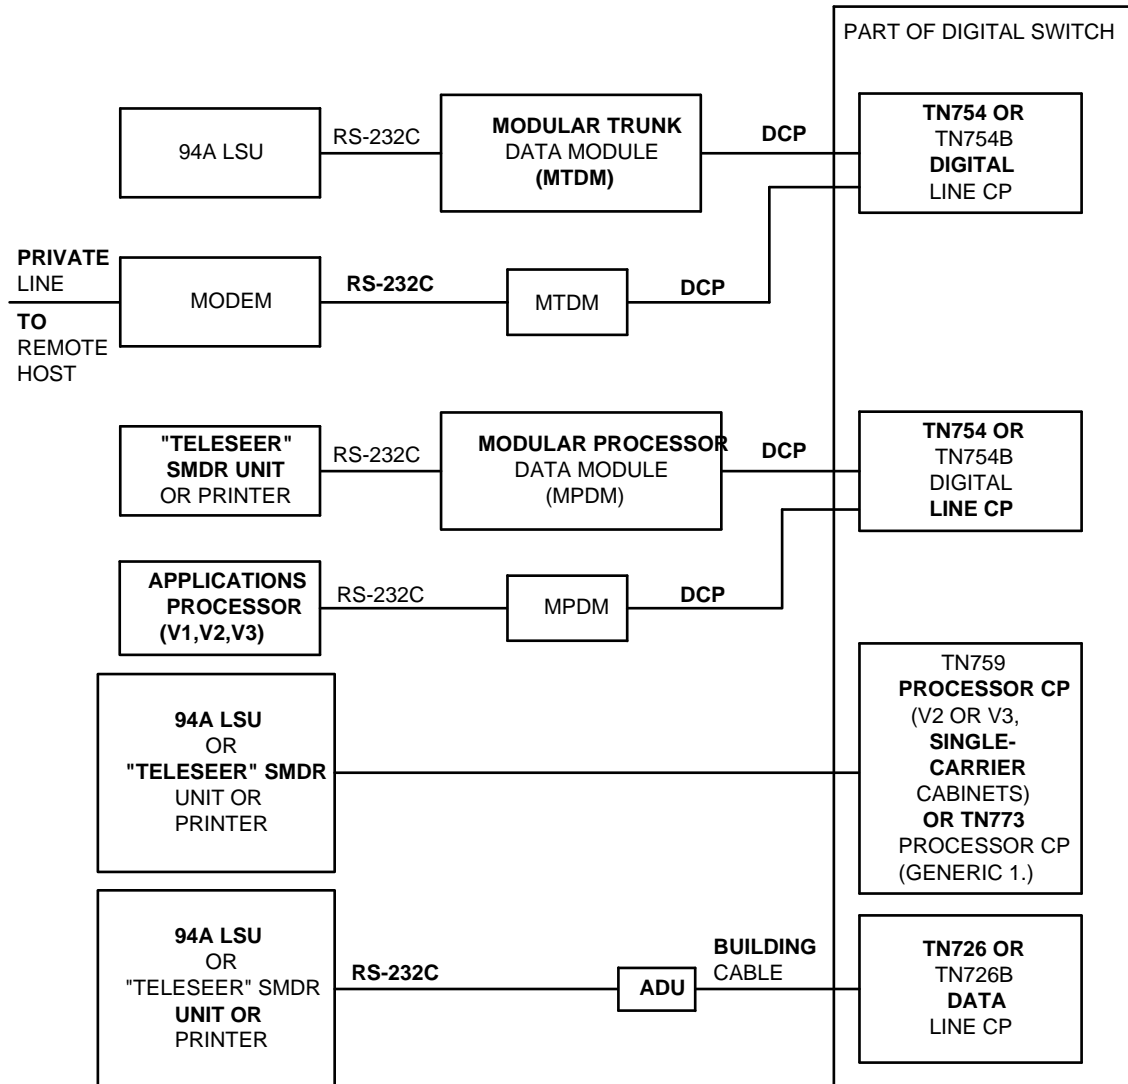 PART OF DIGITAL SWITCH
94A LSU
RS-232C
MODULAR TRUNK
DATA MODULE
(MTDM)
DCP
TN754 OR
TN754B
DIGITAL
LINE CP
PRIVATE
LINE
TO
REMOTE
HOST
MODEM
RS-232C
MTDM
DCP
"TELESEER"
SMDR UNIT
OR PRINTER
RS-232C
MODULAR PROCESSOR
DATA MODULE
(MPDM)
DCP
TN754 OR
TN754B
DIGITAL
LINE CP
APPLICATIONS
PROCESSOR
(V1,V2,V3)
RS-232C
MPDM
DCP
94A LSU
OR
"TELESEER" SMDR
UNIT OR
PRINTER
TN759
PROCESSOR CP
(V2 OR V3,
SINGLE-
CARRIER
CABINETS)
OR TN773
PROCESSOR CP
(GENERIC 1.)
94A LSU
OR
"TELESEER" SMDR
UNIT OR
PRINTER
RS-232C
ADU
BUILDING
CABLE
TN726 OR
TN726B
DATA
LINE CP